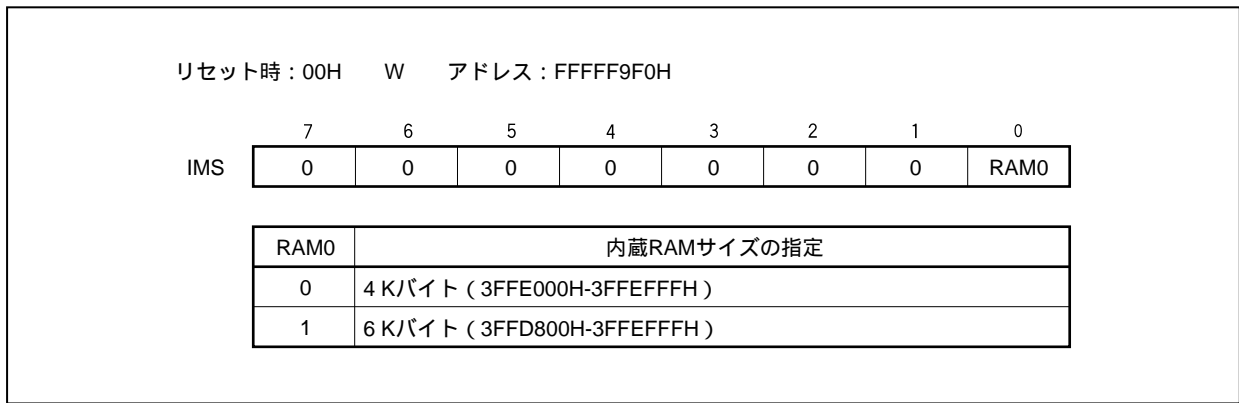 リセット時：00H　W　アドレス：FFFFF9F0H
7 6 5 4 3 2 1 0
IMS 0 0 0 0 0 0 0 RAM0
RAM0 内蔵RAMサイズの指定
0 4 Kバイト（3FFE000H-3FFEFFFH）
1 6 Kバイト（3FFD800H-3FFEFFFH）